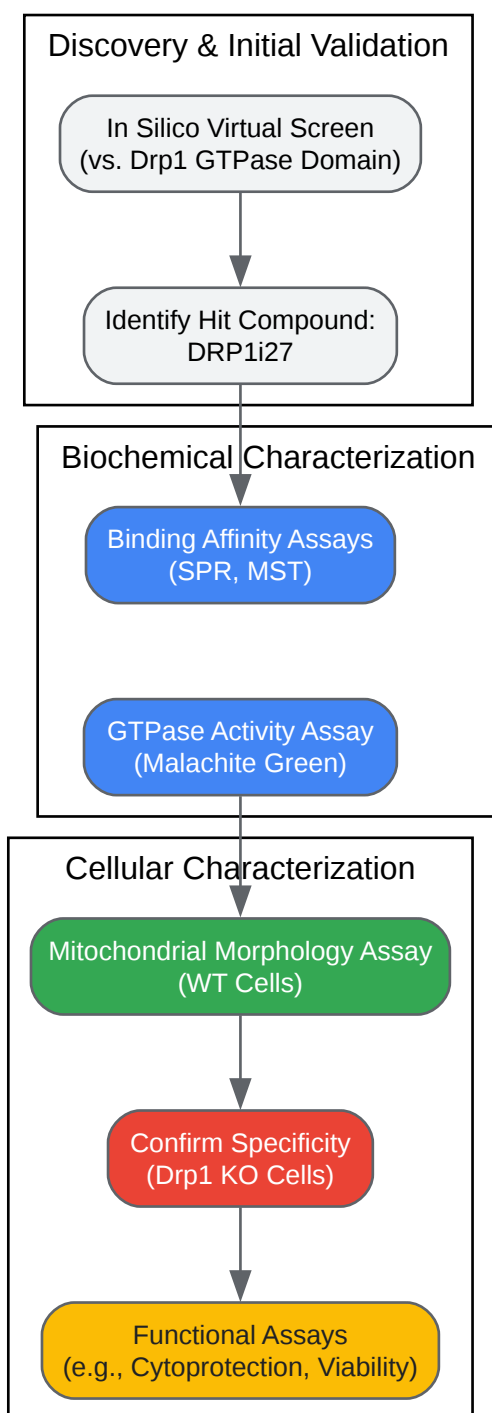 Discovery & Initial Validation
In Silico Virtual Screen
(vs. Drp1 GTPase Domain)
Identify Hit Compound:
DRP1i27
Biochemical Characterization
Binding Affinity Assays
(SPR, MST)
GTPase Activity Assay
(Malachite Green)
Cellular Characterization
Mitochondrial Morphology Assay
(WT Cells)
Confirm Specificity
(Drp1 KO Cells)
Functional Assays
(e.g., Cytoprotection, Viability)